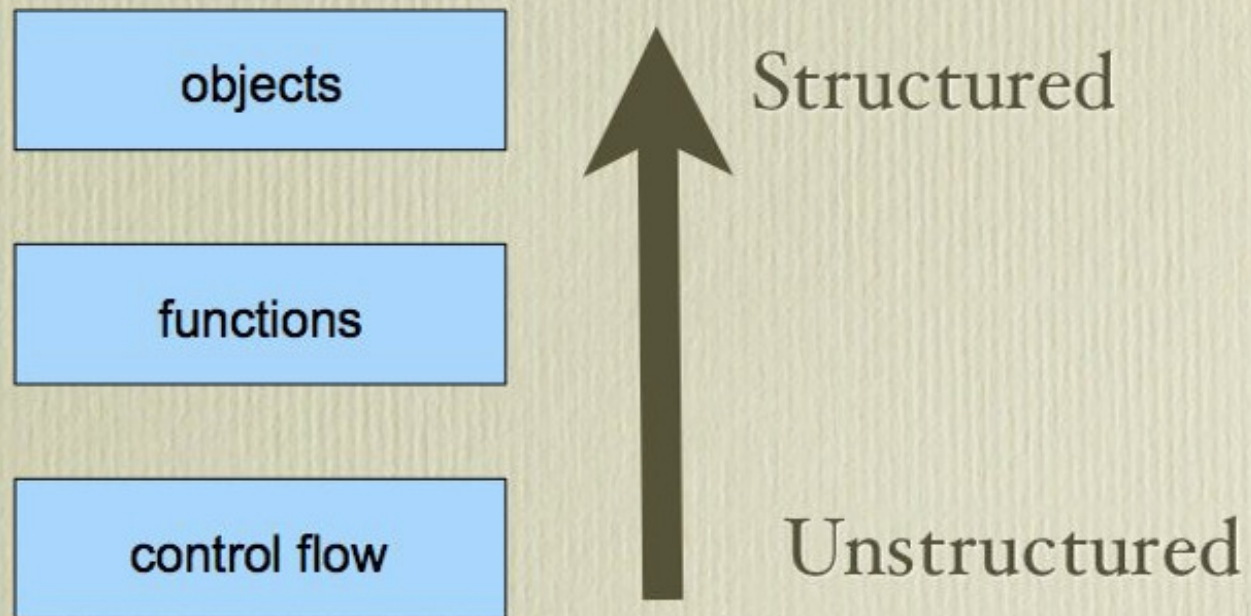 objects
Structured
functions
control flow
Unstructured